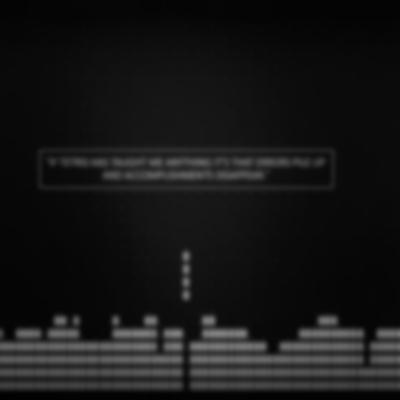 "IF TETRIS HAS TAUGHT ME ANYTHING IT'S THAT ERRORS PILE UP
AND ACCOMPLISHMENTS DISAPPEAR."